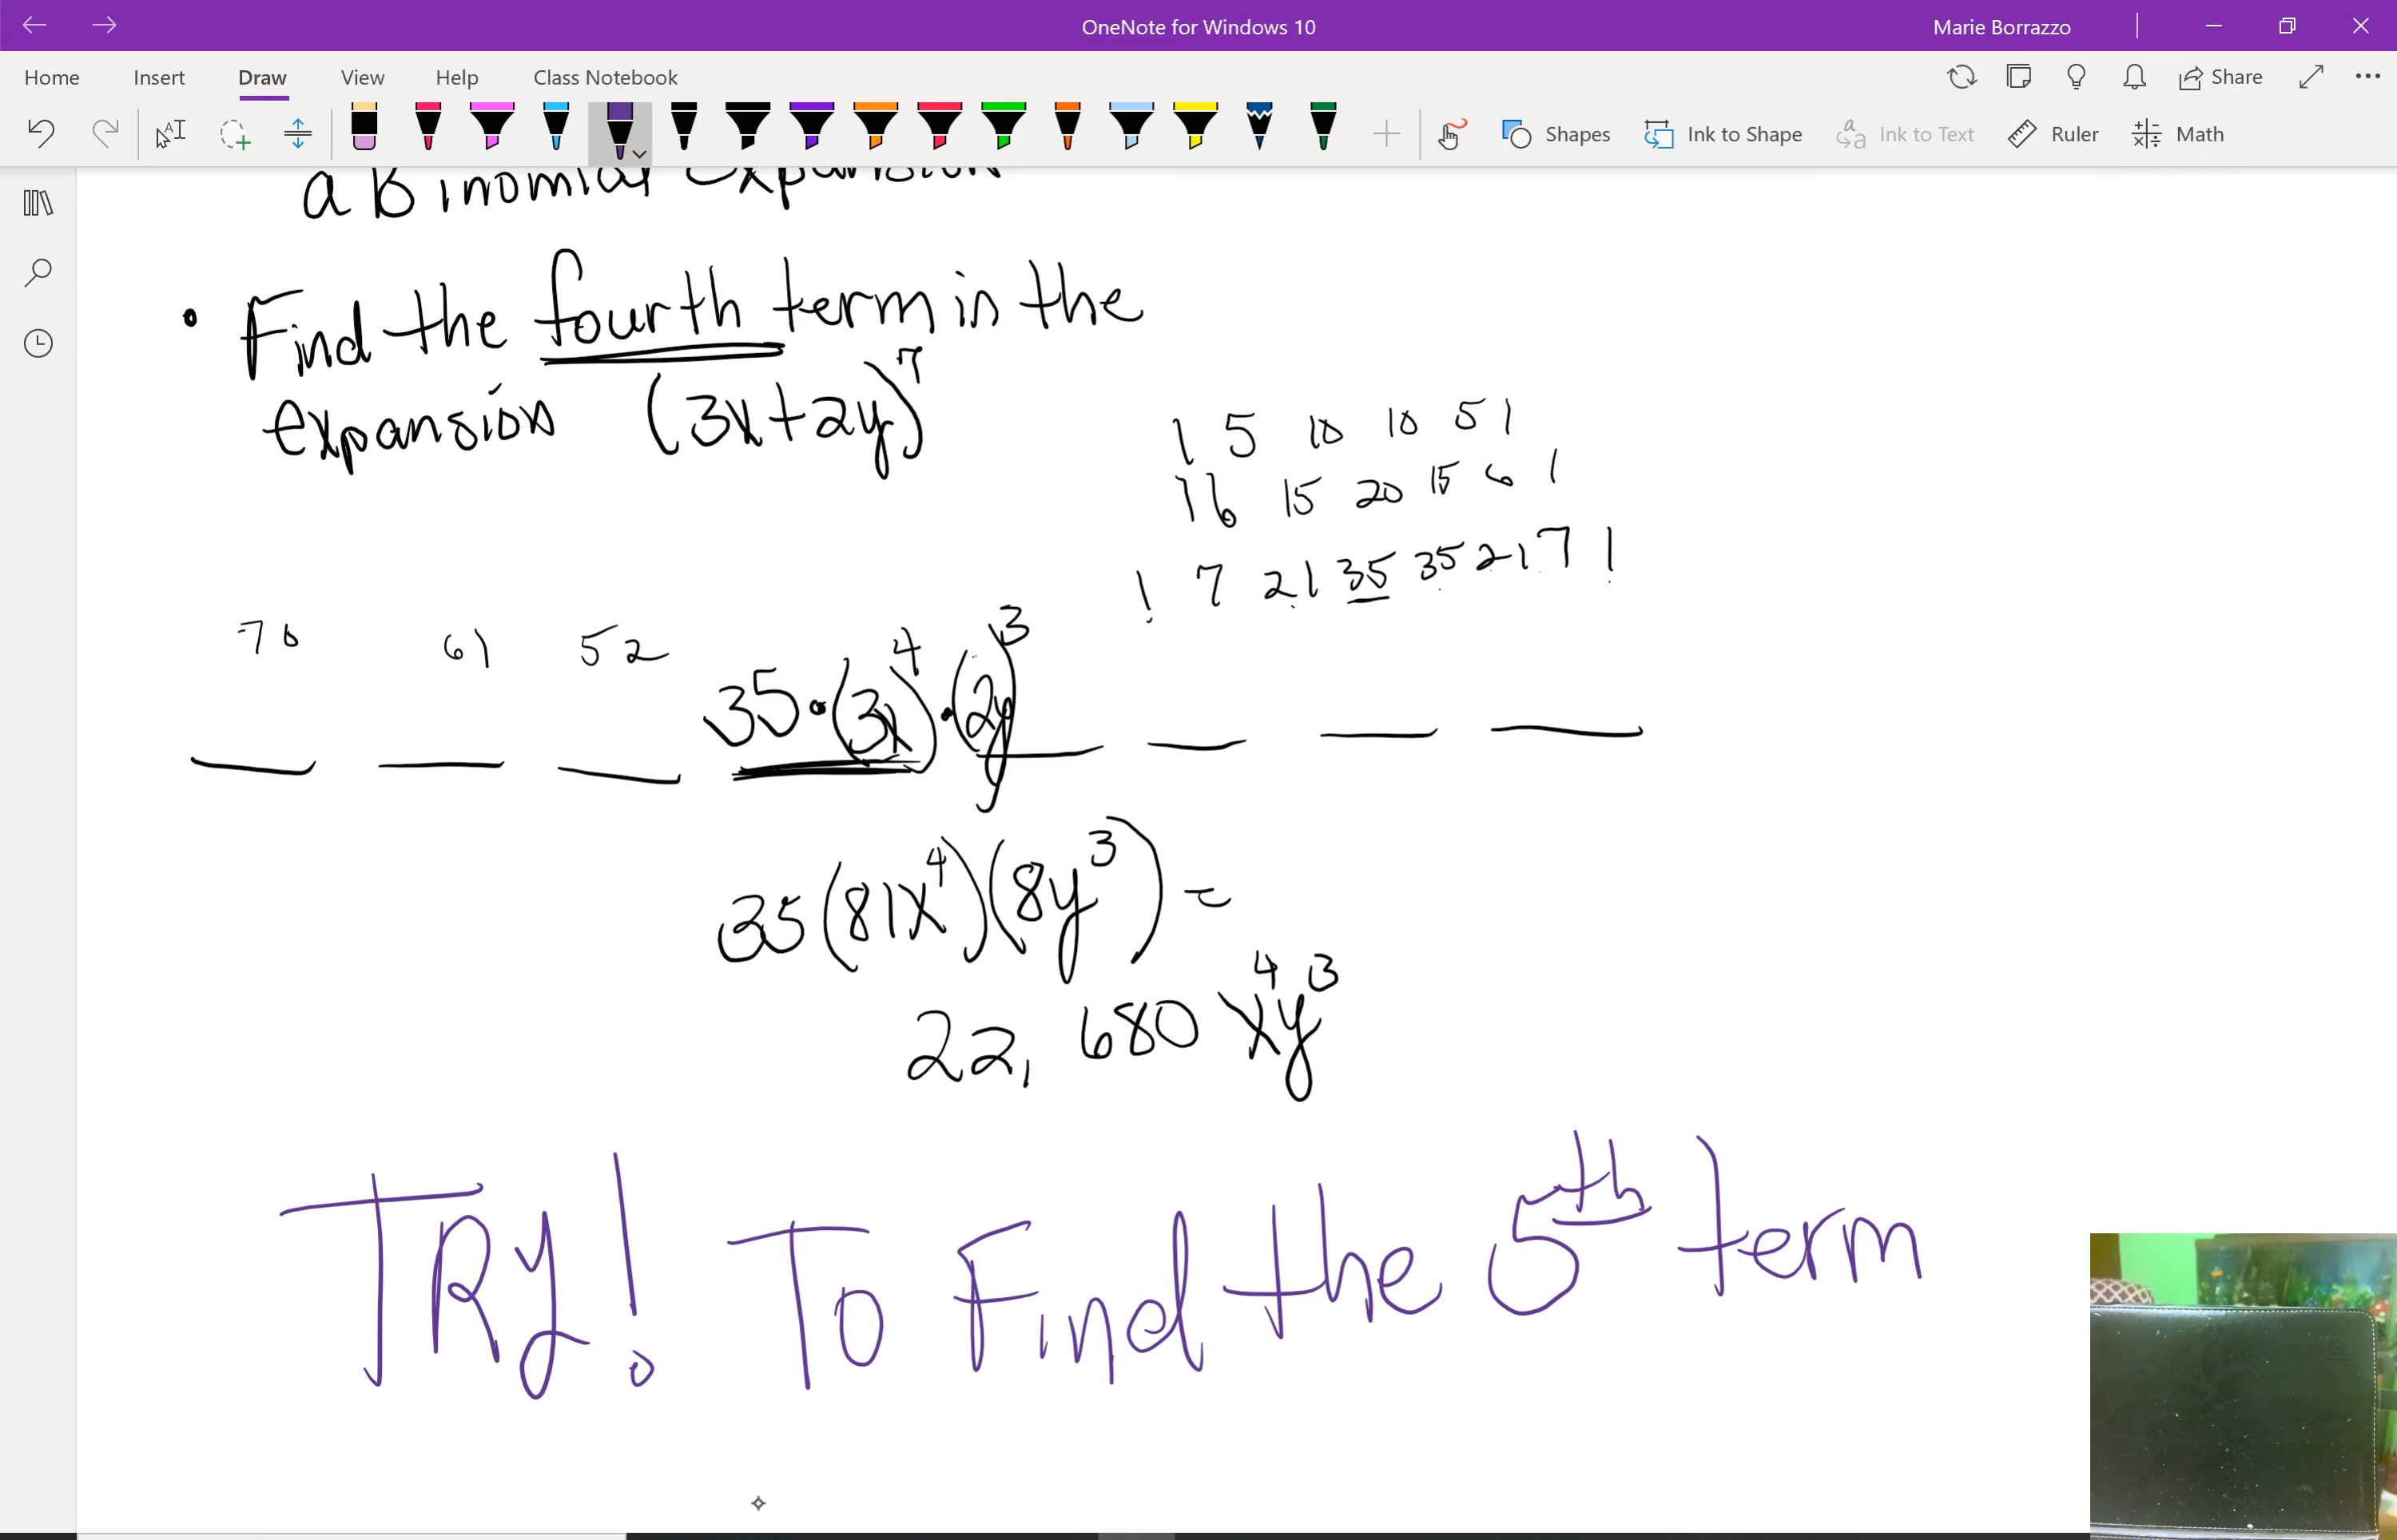 OneNote for Windows 10
Marie Borrazzo
Home Insert Draw View Help Class Notebook
Share
Shapes Ink to Shape Ink to Text Ruler Math
a Binomial Expansion
• Find the fourth term in the
expansion (3x+2y)^7
1 5 10 10 5 1
1 6 15 20 15 6 1
1 7 21 35 35 21 7 1
7 0 6 1 5 2
35·(3x)^4·(2y)^3
35(81x^4)(8y^3) =
22,680 x^4y^3
TRy! To Find the 5th term